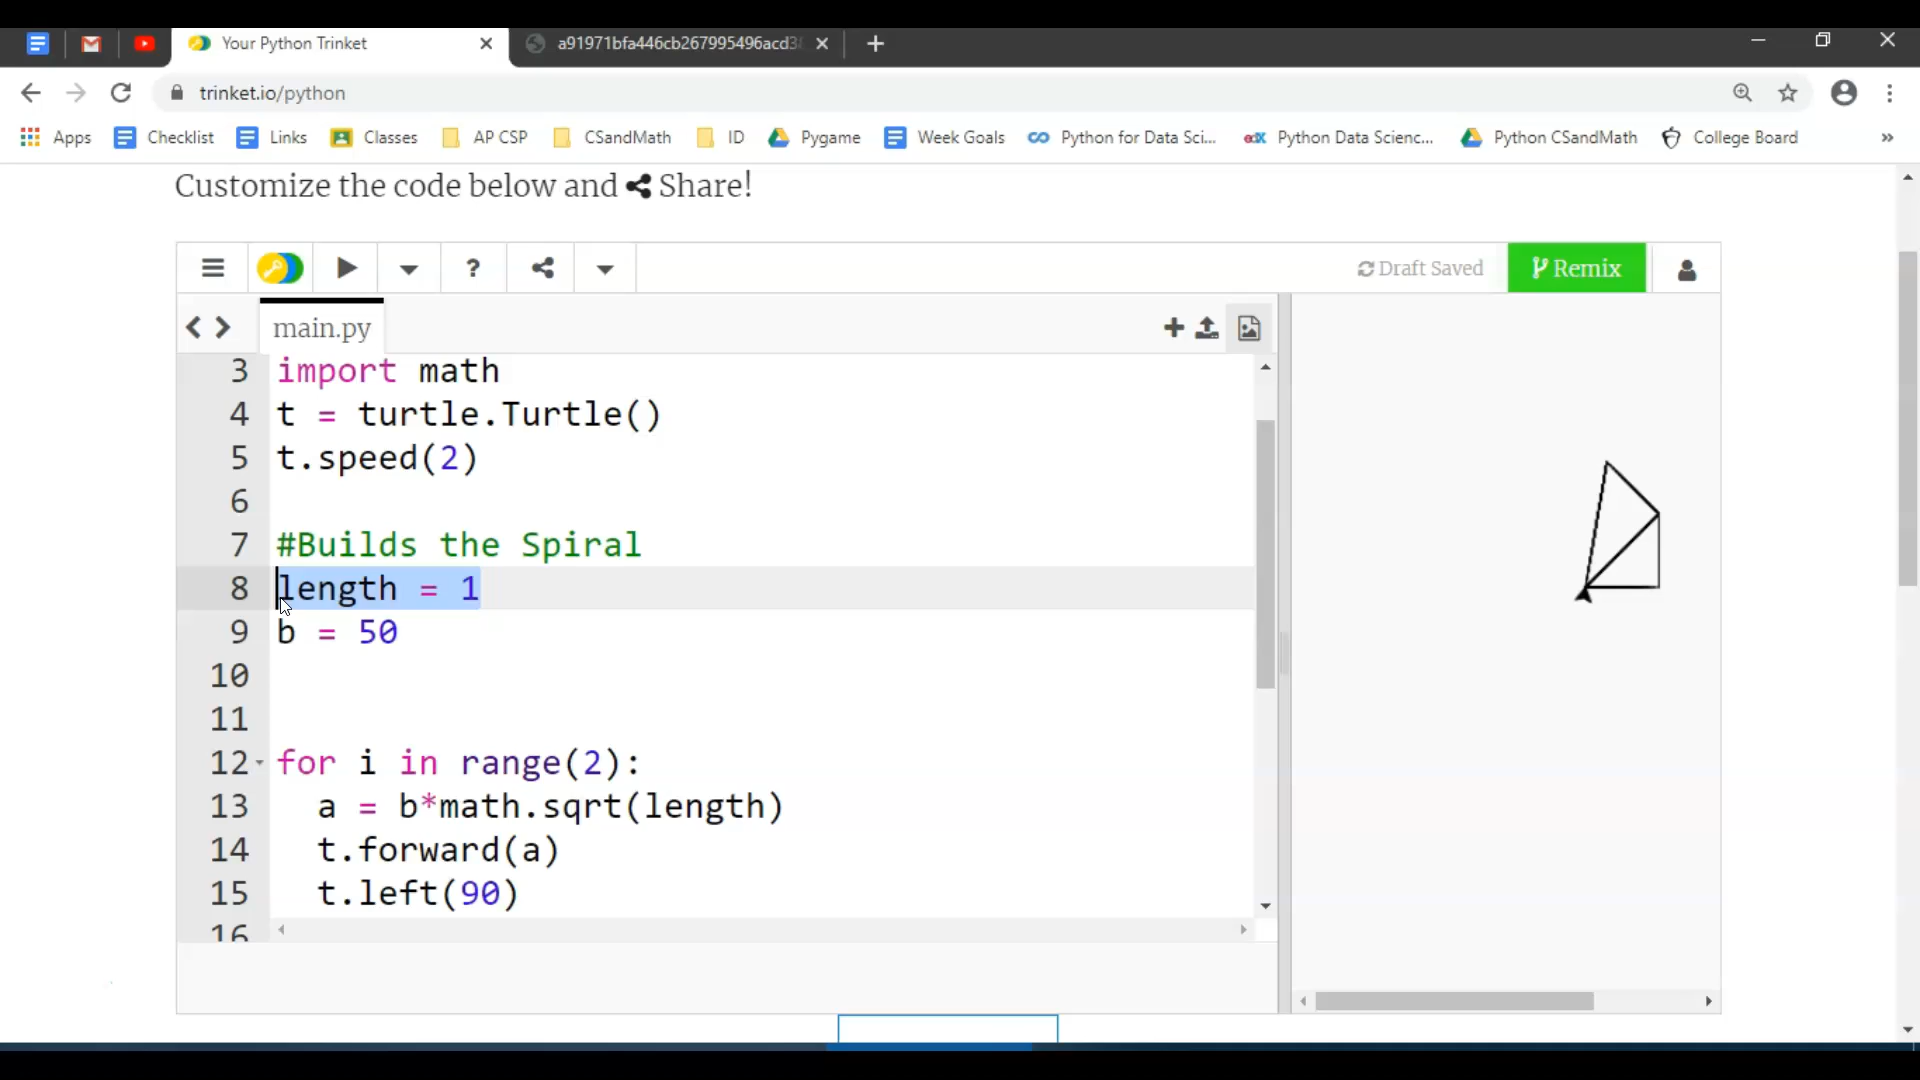 Your Python Trinket
a91971bfa446cb267995496acd3
trinket.io/python
Apps Checklist Links Classes AP CSP CSandMath ID Pygame Week Goals Python for Data Sci... Python Data Scienc... Python CSandMath College Board »
Customize the code below and Share!
? Draft Saved Remix
main.py
3 import math
4 t = turtle.Turtle()
5 t.speed(2)
6
7 #Builds the Spiral
8 length = 1
9 b = 50
10
11
12 for i in range(2):
13 a = b*math.sqrt(length)
14 t.forward(a)
15 t.left(90)
16